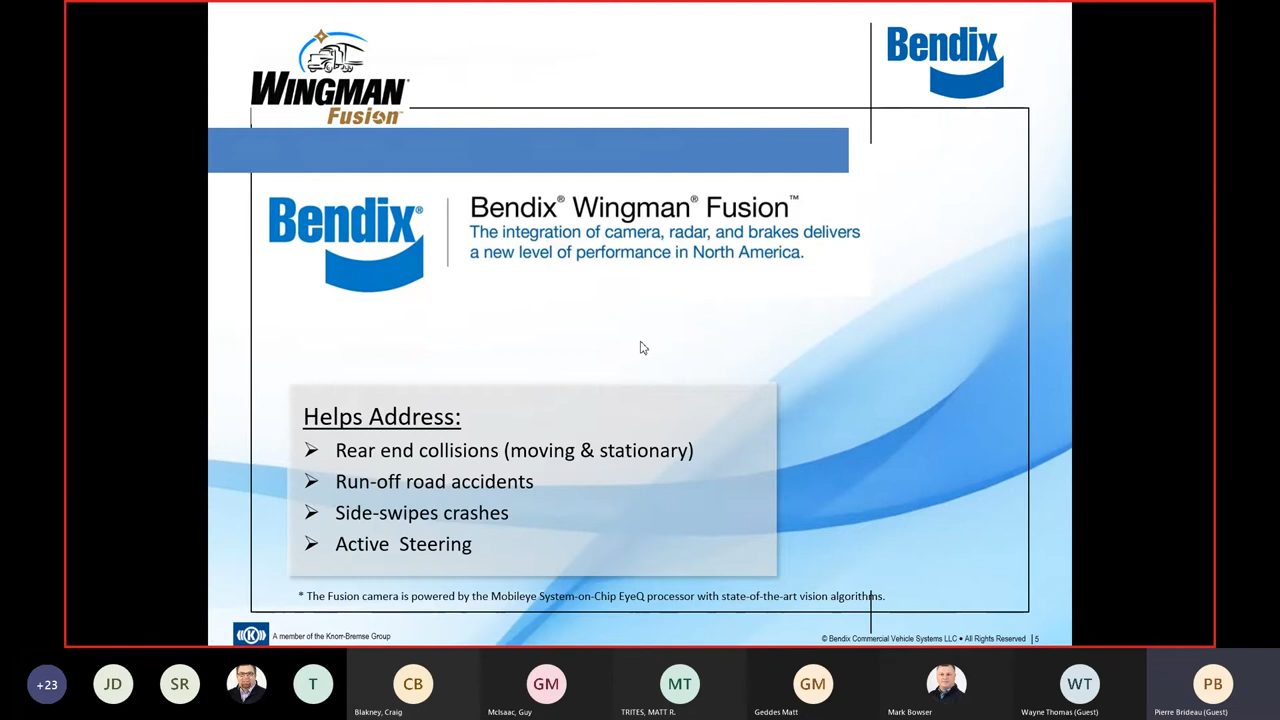 WINGMAN
Fusion
Bendix
Bendix®
Bendix® Wingman® Fusion™
The integration of camera, radar, and brakes delivers
a new level of performance in North America.
Helps Address:
Rear end collisions (moving & stationary)
Run-off road accidents
Side-swipes crashes
Active Steering
* The Fusion camera is powered by the Mobileye System-on-Chip EyeQ processor with state-of-the-art vision algorithms.
K
A member of the Knorr-Bremse Group
© Bendix Commercial Vehicle Systems LLC • All Rights Reserved | 5
+23
JD
SR
T
CB
GM
MT
GM
WT
PB
Blakney, Craig
McIsaac, Guy
TRITES, MATT R.
Geddes Matt
Mark Bowser
Wayne Thomas (Guest)
Pierre Brideau (Guest)